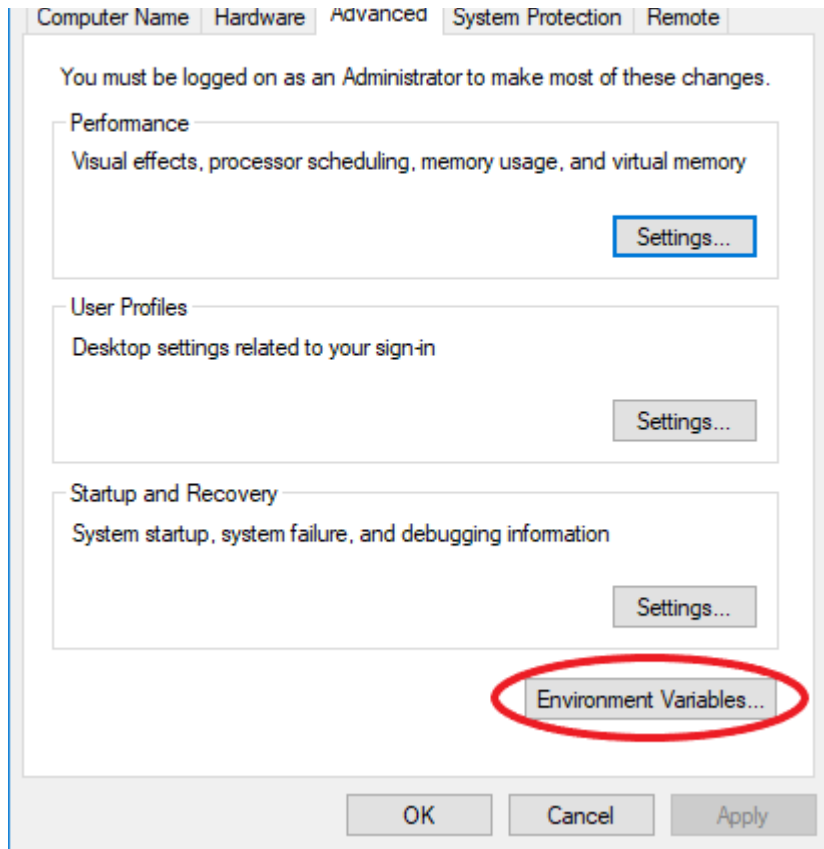 Computer Name Hardware Advanced System Protection Remote
You must be logged on as an Administrator to make most of these changes.
Performance
Visual effects, processor scheduling, memory usage, and virtual memory
Settings...
User Profiles
Desktop settings related to your sign-in
Settings...
Startup and Recovery
System startup, system failure, and debugging information
Settings...
Environment Variables...
OK Cancel Apply